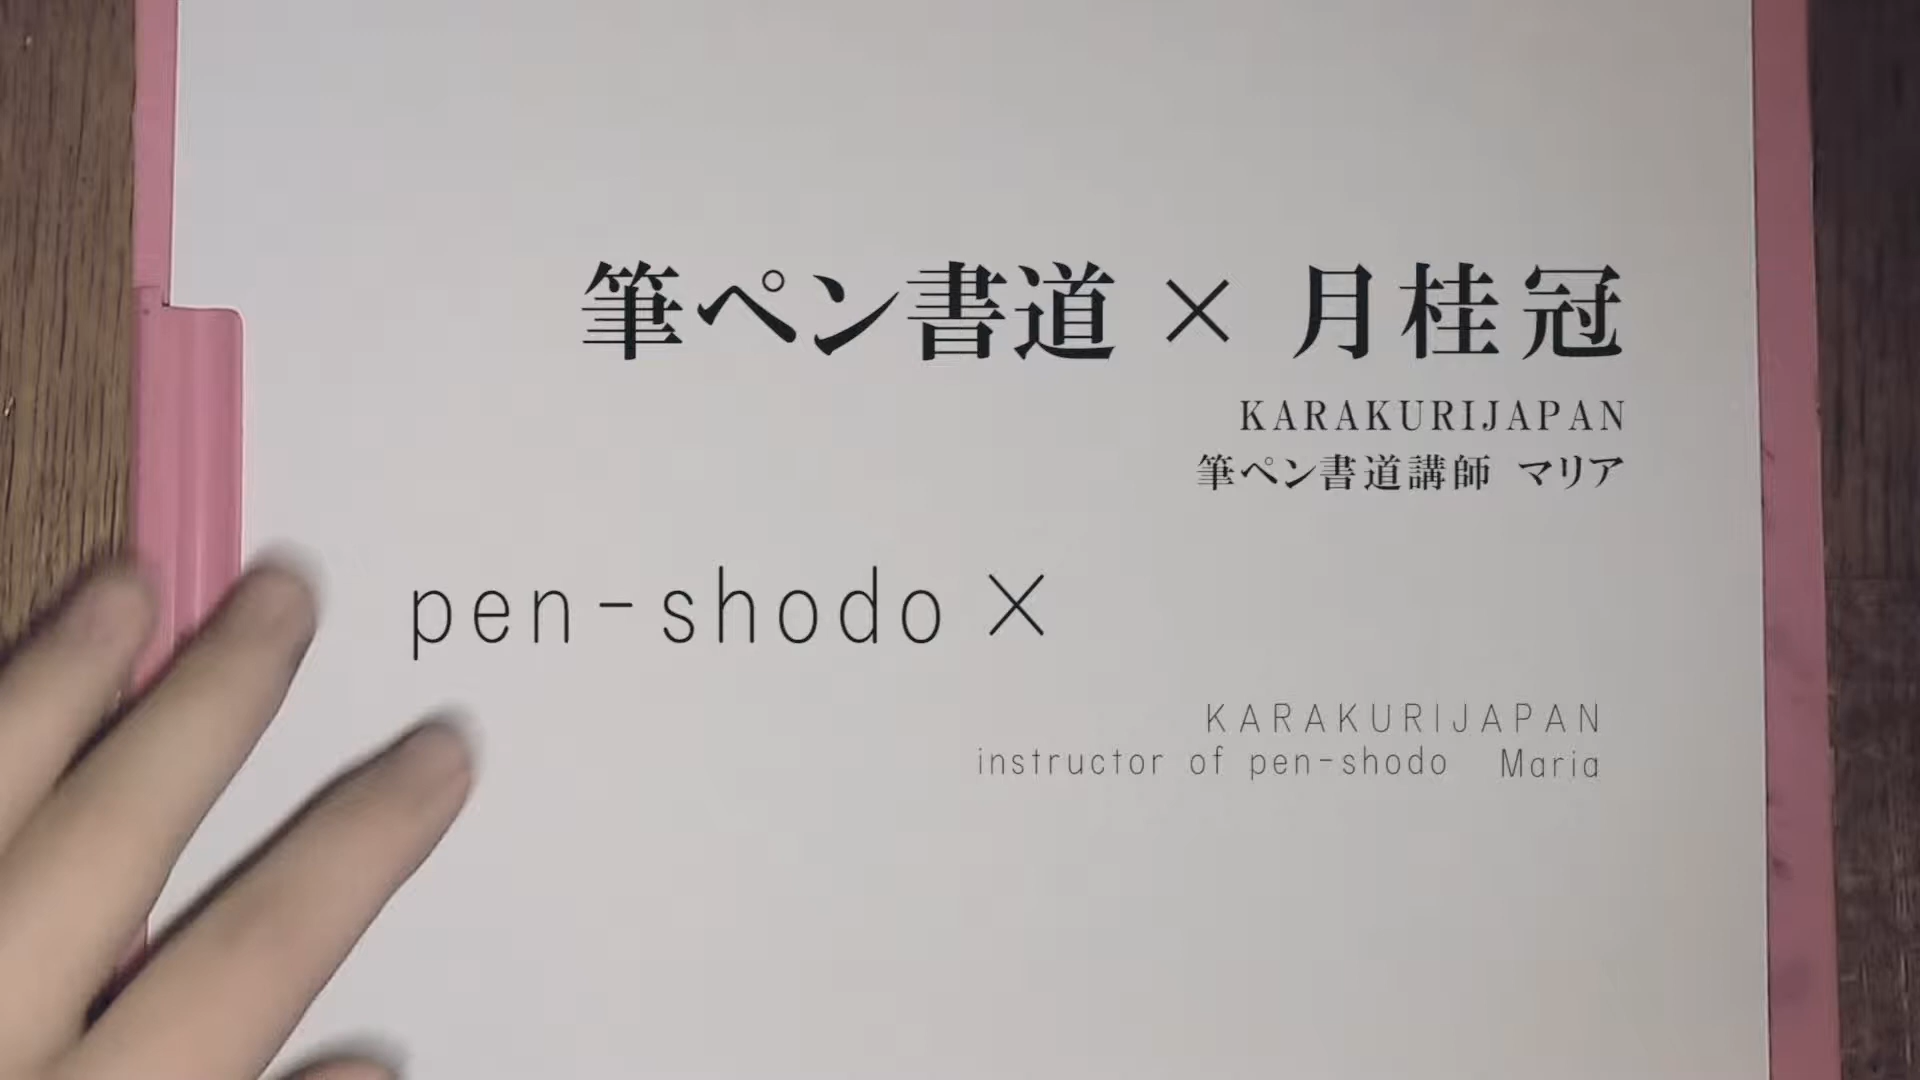 筆ペン書道 × 月桂冠
KARAKURIJAPAN
筆ペン書道講師 マリア
pen-shodo ×
KARAKURIJAPAN
instructor of pen-shodo Maria